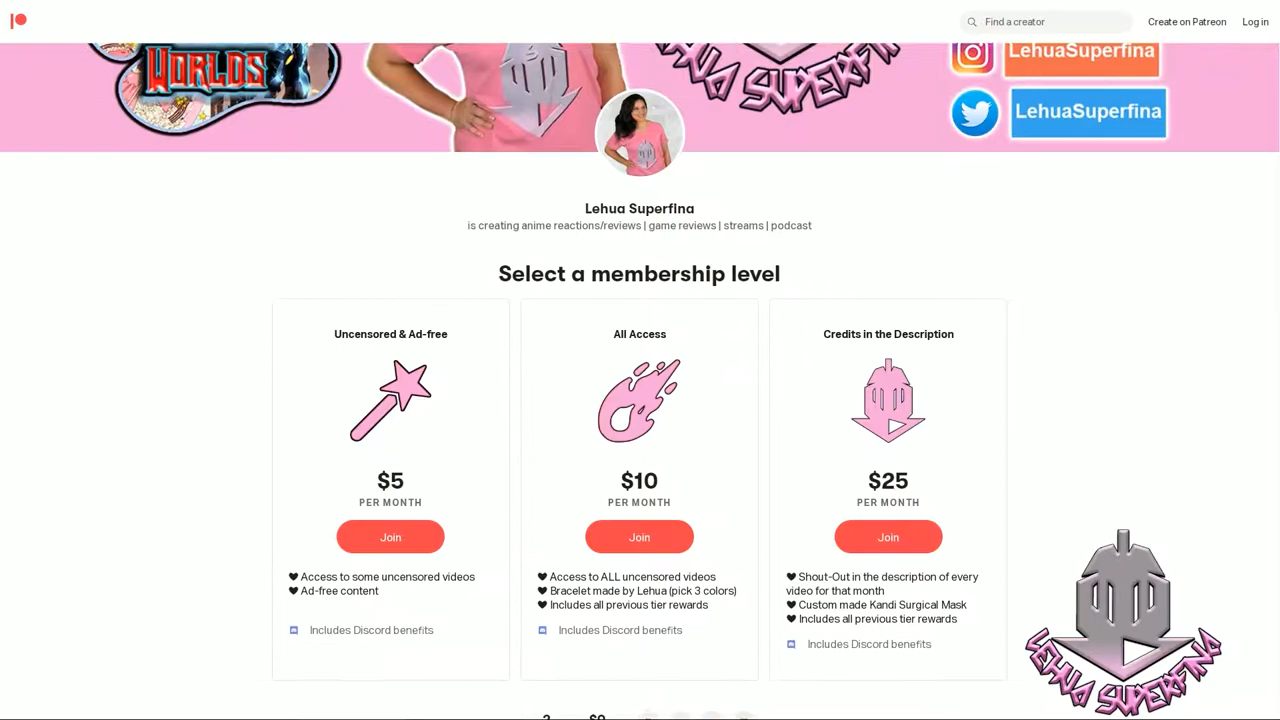 Find a creator
Create on Patreon
Log in
WORLDS
LEHUA SUPERFINA
LehuaSuperfina
LehuaSuperfina
Lehua Superfina
is creating anime reactions/reviews | game reviews | streams | podcast
Select a membership level
Uncensored & Ad-free
$5
PER MONTH
Join
♥ Access to some uncensored videos
♥ Ad-free content
Includes Discord benefits
All Access
$10
PER MONTH
Join
♥ Access to ALL uncensored videos
♥ Bracelet made by Lehua (pick 3 colors)
♥ Includes all previous tier rewards
Includes Discord benefits
Credits in the Description
$25
PER MONTH
Join
♥ Shout-Out in the description of every
video for that month
♥ Custom made Kandi Surgical Mask
♥ Includes all previous tier rewards
Includes Discord benefits
LEHUA SUPERFINA